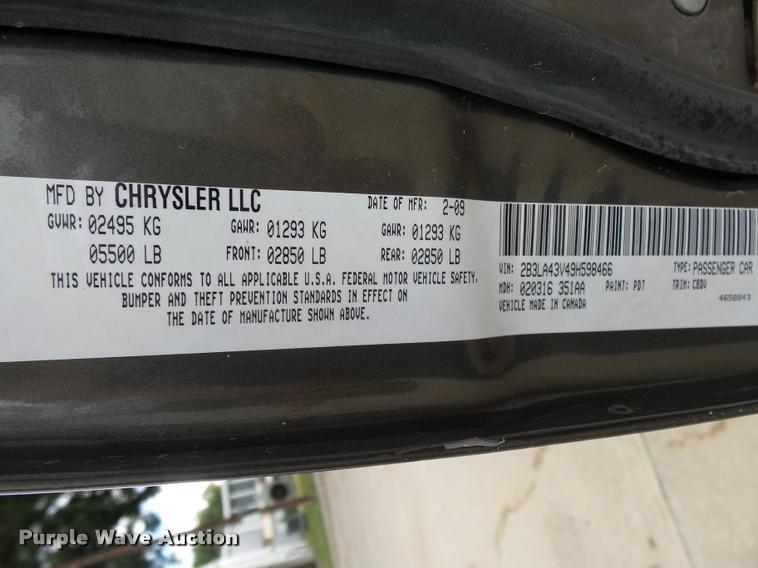 MFD BY CHRYSLER LLC DATE OF MFR: 2-09
GVWR: 02495 KG GAWR: 01293 KG GAWR: 01293 KG
05500 LB FRONT: 02850 LB REAR: 02850 LB
THIS VEHICLE CONFORMS TO ALL APPLICABLE U.S.A. FEDERAL MOTOR VEHICLE SAFETY,
BUMPER AND THEFT PREVENTION STANDARDS IN EFFECT ON
THE DATE OF MANUFACTURE SHOWN ABOVE.
VIN: 2B3LA43V49H598466 TYPE: PASSENGER CAR
MDH: 020316 351AA PAINT: PDT TRIM: CBDV
VEHICLE MADE IN CANADA 4658843
Purple Wave Auction